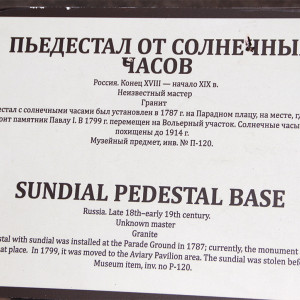 ПЬЕДЕСТАЛ ОТ СОЛНЕЧНЫ
ЧАСОВ
Россия. Конец XVIII — начало XIX в.
Неизвестный мастер
Гранит
стал с солнечными часами был установлен в 1787 г. на Парадном плацу, на месте, г
оит памятник Павлу I. В 1799 г. перемещен на Вольерный участок. Солнечные часы
похищены до 1914 г.
Музейный предмет, инв. № П-120.
SUNDIAL PEDESTAL BASE
Russia. Late 18th–early 19th century.
Unknown master
Granite
stal with sundial was installed at the Parade Ground in 1787; currently, the monument
at place. In 1799, it was moved to the Aviary Pavilion area. The sundial was stolen befo
Museum item, inv. no P-120.